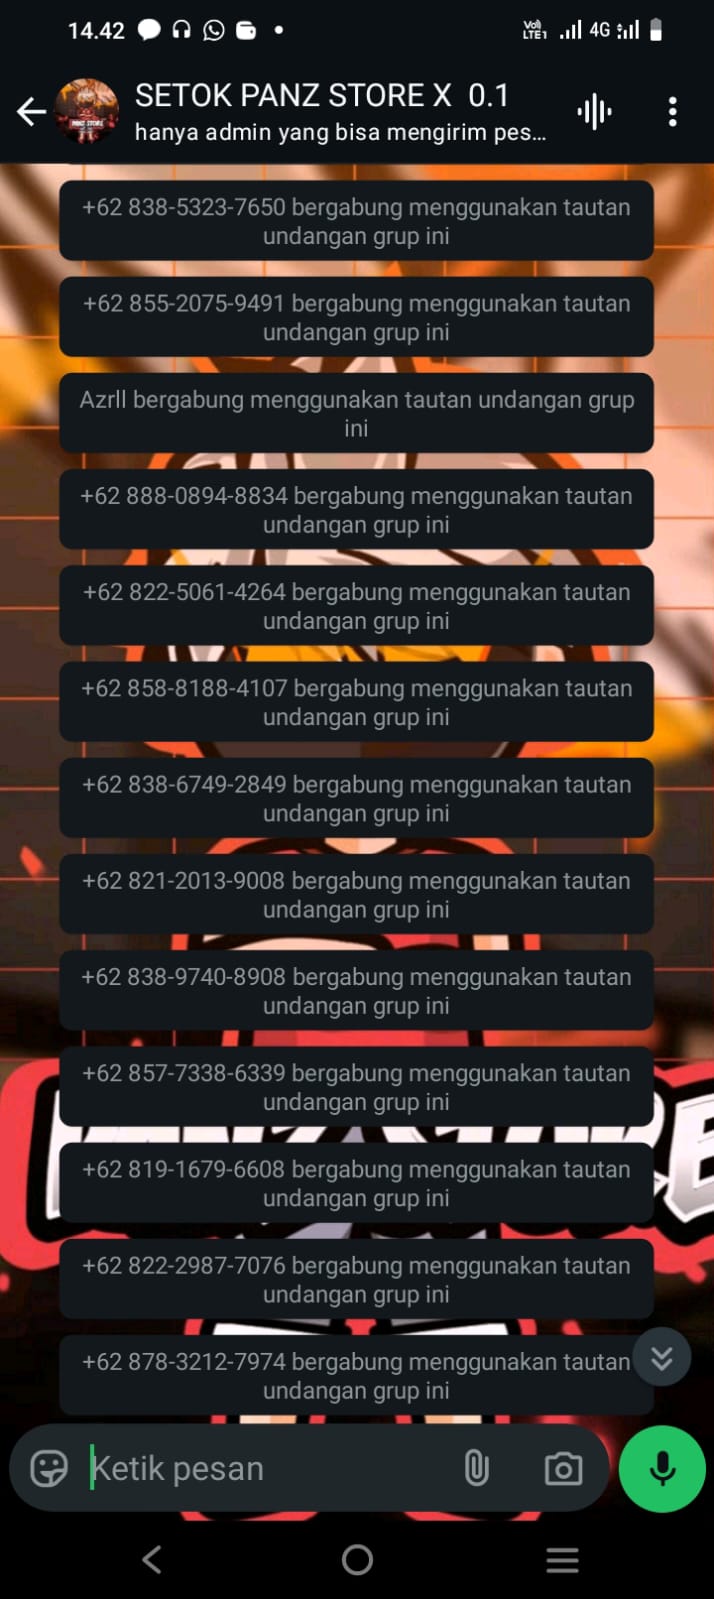 14.42
Vo)) LTE1 4G
SETOK PANZ STORE X 0.1
hanya admin yang bisa mengirim pes...
+62 838-5323-7650 bergabung menggunakan tautan
undangan grup ini
+62 855-2075-9491 bergabung menggunakan tautan
undangan grup ini
Azrll bergabung menggunakan tautan undangan grup
ini
+62 888-0894-8834 bergabung menggunakan tautan
undangan grup ini
+62 822-5061-4264 bergabung menggunakan tautan
undangan grup ini
+62 858-8188-4107 bergabung menggunakan tautan
undangan grup ini
+62 838-6749-2849 bergabung menggunakan tautan
undangan grup ini
+62 821-2013-9008 bergabung menggunakan tautan
undangan grup ini
+62 838-9740-8908 bergabung menggunakan tautan
undangan grup ini
+62 857-7338-6339 bergabung menggunakan tautan
undangan grup ini
+62 819-1679-6608 bergabung menggunakan tautan
undangan grup ini
+62 822-2987-7076 bergabung menggunakan tautan
undangan grup ini
+62 878-3212-7974 bergabung menggunakan tautan
undangan grup ini
Ketik pesan